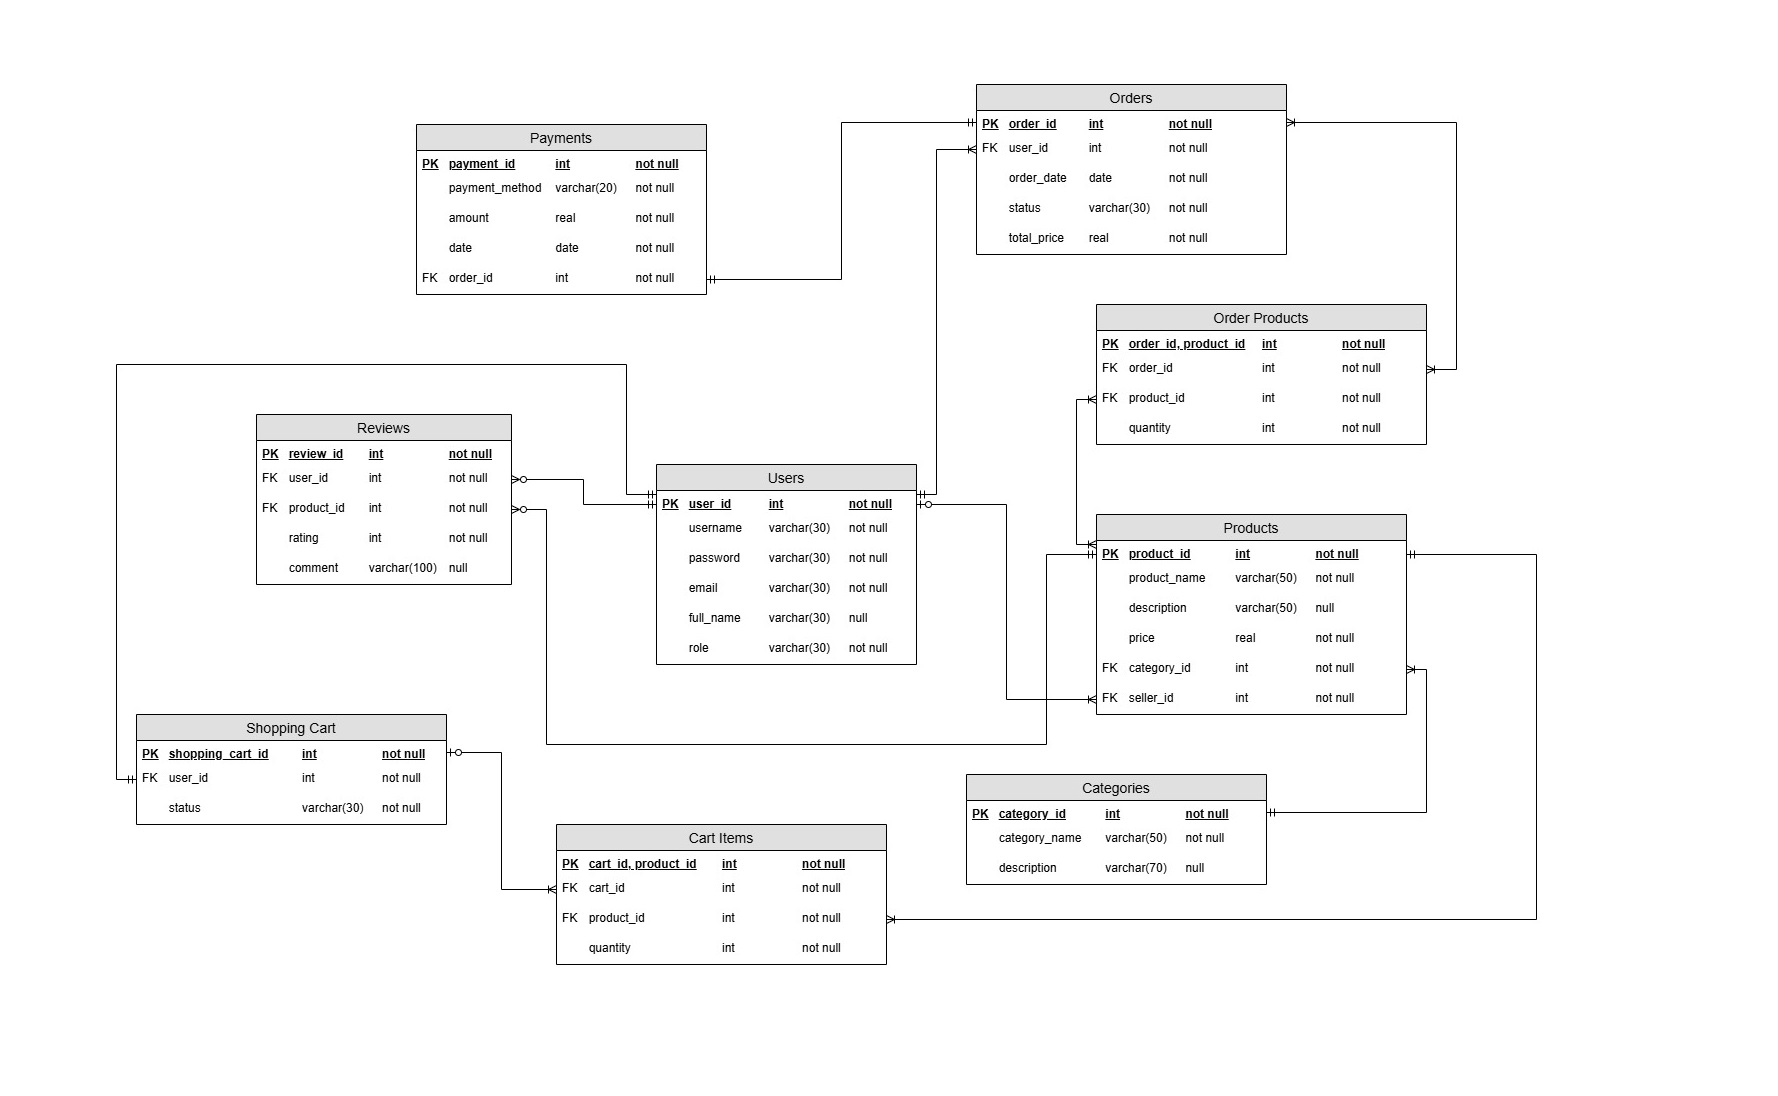 Orders
PK order_id int not null
FK user_id int not null
order_date date not null
status varchar(30) not null
total_price real not null
Payments
PK payment_id int not null
payment_method varchar(20) not null
amount real not null
date date not null
FK order_id int not null
Order Products
PK order_id, product_id int not null
FK order_id int not null
FK product_id int not null
quantity int not null
Reviews
PK review_id int not null
FK user_id int not null
FK product_id int not null
rating int not null
comment varchar(100) null
Users
PK user_id int not null
username varchar(30) not null
password varchar(30) not null
email varchar(30) not null
full_name varchar(30) null
role varchar(30) not null
Products
PK product_id int not null
product_name varchar(50) not null
description varchar(50) null
price real not null
FK category_id int not null
FK seller_id int not null
Shopping Cart
PK shopping_cart_id int not null
FK user_id int not null
status varchar(30) not null
Categories
PK category_id int not null
category_name varchar(50) not null
description varchar(70) null
Cart Items
PK cart_id, product_id int not null
FK cart_id int not null
FK product_id int not null
quantity int not null